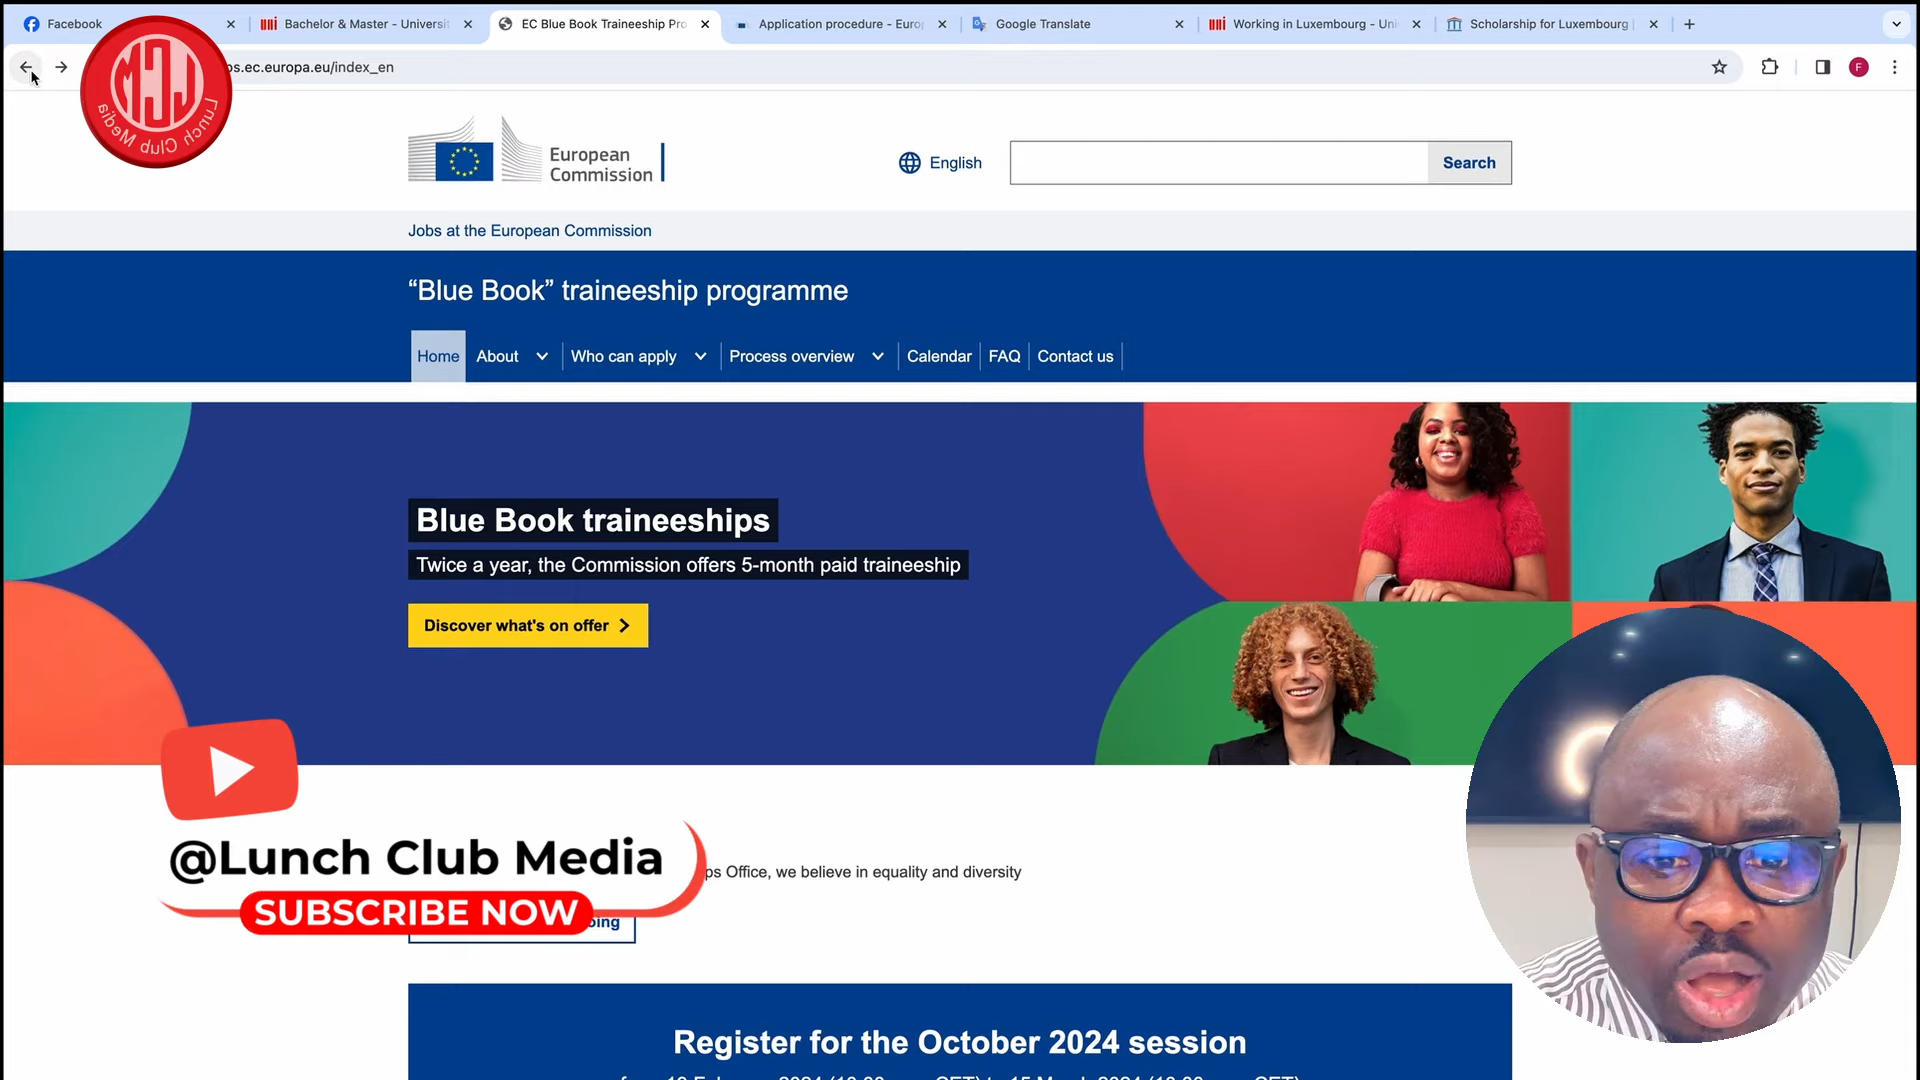 Facebook
Bachelor & Master - Universit
EC Blue Book Traineeship Pro
Application procedure - Euro
Google Translate
Working in Luxembourg - Uni
Scholarship for Luxembourg
ps.ec.europa.eu/index_en
F
LCM
Lunch Club Media
European
Commission
English
Search
Jobs at the European Commission
“Blue Book” traineeship programme
Home
About
Who can apply
Process overview
Calendar
FAQ
Contact us
Blue Book traineeships
Twice a year, the Commission offers 5-month paid traineeship
Discover what's on offer
@Lunch Club Media
SUBSCRIBE NOW
ps Office, we believe in equality and diversity
Register for the October 2024 session